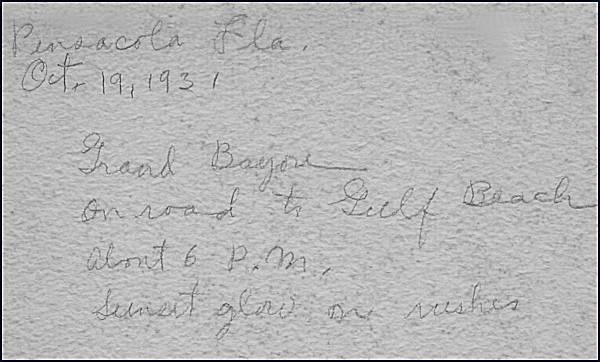 Pensacola Fla.
Oct. 19, 1931
Grand Bayou
on road to Gulf Beach
about 6 P.M.
Sunset glow on rushes